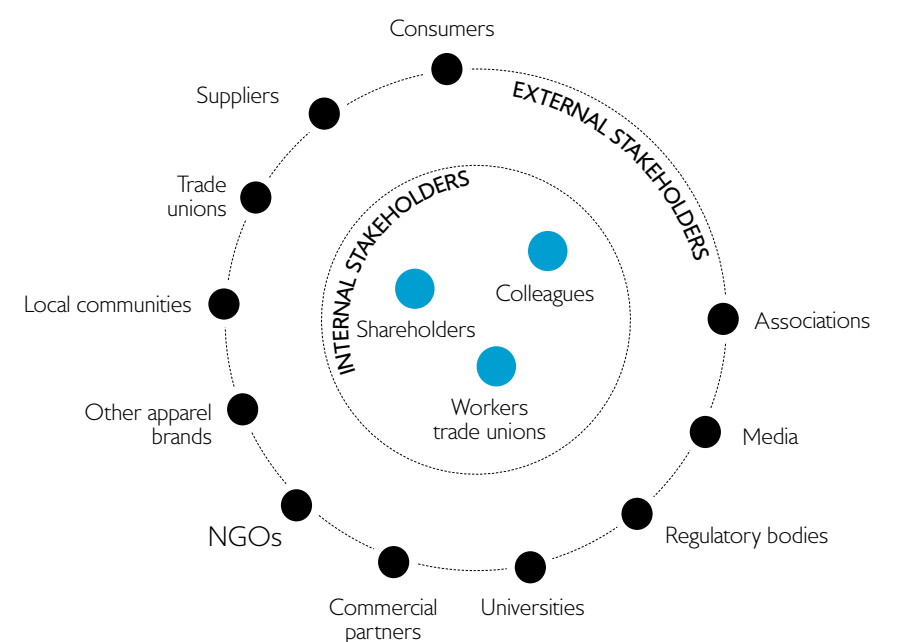 Consumers
EXTERNAL STAKEHOLDERS
Suppliers
Trade
unions
INTERNAL STAKEHOLDERS
Colleagues
Local communities
Shareholders
Associations
Workers
trade unions
Other apparel
brands
Media
NGOs
Regulatory bodies
Commercial
partners
Universities